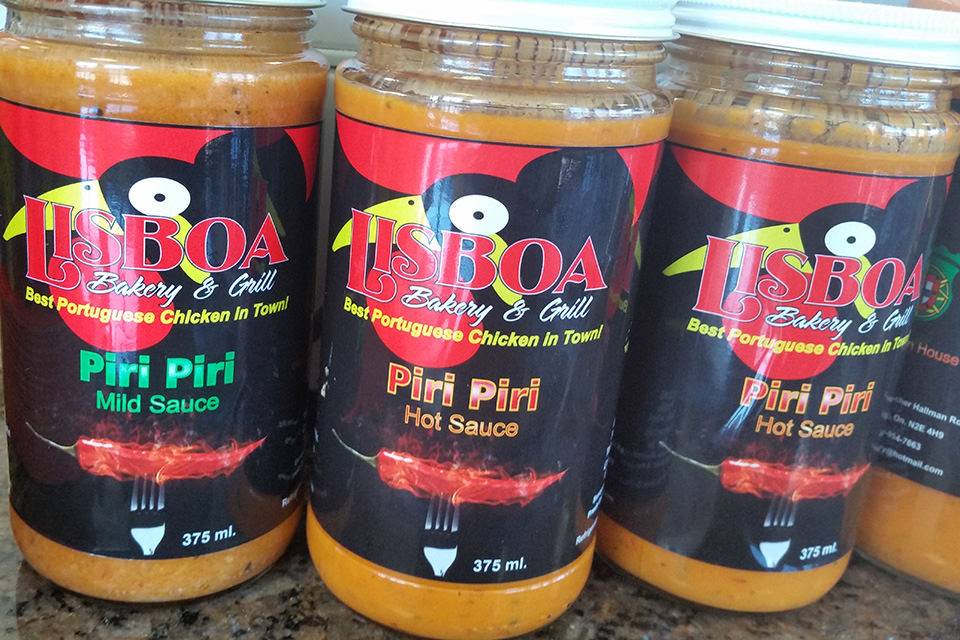 LISBOA
Bakery & Grill
Best Portuguese Chicken In Town!
Piri Piri
Mild Sauce
375 ml.
LISBOA
Bakery & Grill
Best Portuguese Chicken In Town!
Piri Piri
Hot Sauce
375 ml.
LISBOA
Bakery & Grill
Best Portuguese Chicken In Town
Piri Piri
Hot Sauce
375 ml.
House
Hallman
On. N2E 4H9
-7663
@hotmail.com